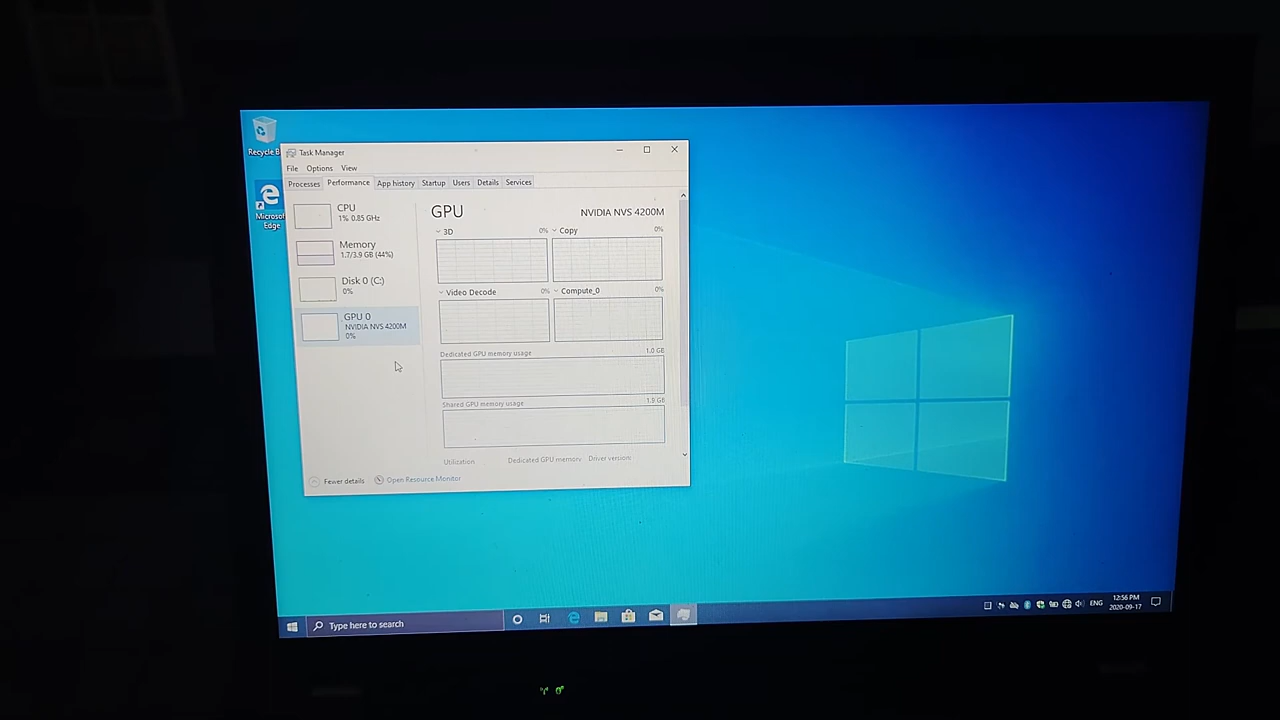 Recycle B
Microsof
Edge
Task Manager
File Options View
Processes Performance App history Startup Users Details Services
CPU
1% 0.85 GHz
Memory
1.7/3.9 GB (44%)
Disk 0 (C:)
0%
GPU 0
NVIDIA NVS 4200M
0%
GPU NVIDIA NVS 4200M
3D 0% Copy 0%
Video Decode 0% Compute_0 0%
Dedicated GPU memory usage 1.0 GB
Shared GPU memory usage 1.9 GB
Utilization Dedicated GPU memory Driver version:
Fewer details Open Resource Monitor
Type here to search
ENG
12:56 PM
2020-09-17